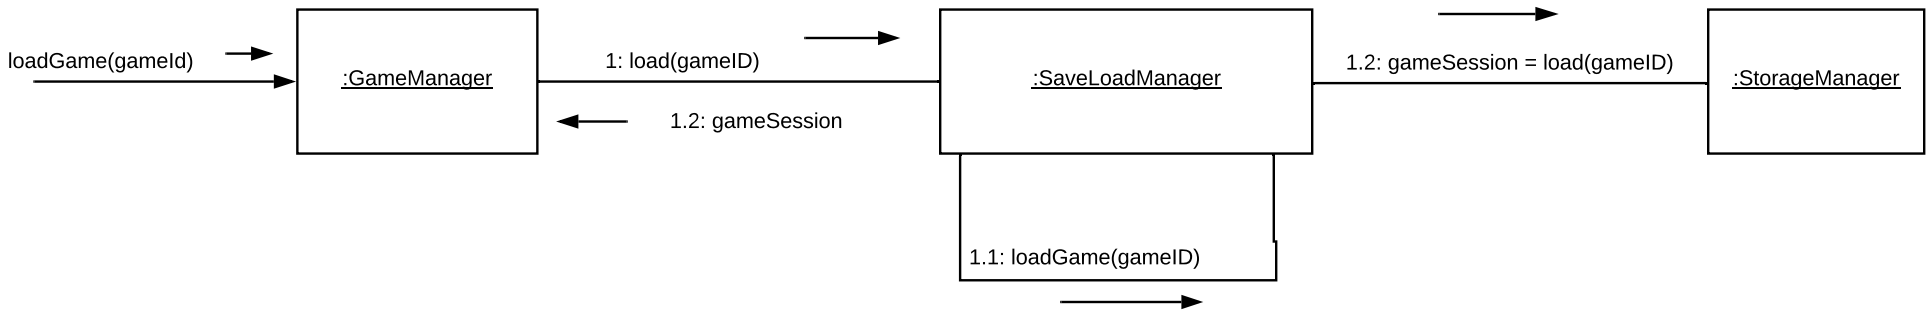 loadGame(gameId)
:GameManager
1: load(gameID)
1.2: gameSession
:SaveLoadManager
1.1: loadGame(gameID)
1.2: gameSession = load(gameID)
:StorageManager